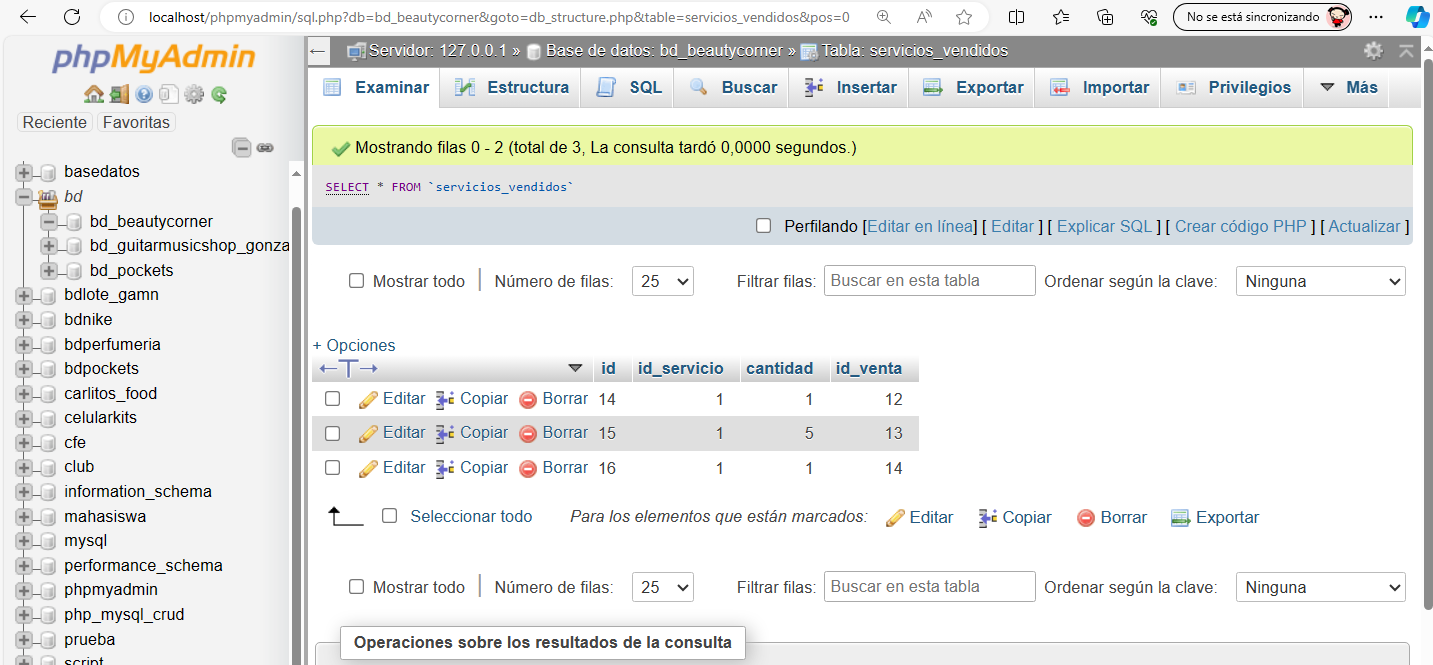 localhost/phpmyadmin/sql.php?db=bd_beautycorner&goto=db_structure.php&table=servicios_vendidos&pos=0
No se está sincronizando
phpMyAdmin
Reciente Favoritas
basedatos
bd
bd_beautycorner
bd_guitarmusicshop_gonza
bd_pockets
bdlote_gamn
bdnike
bdperfumeria
bdpockets
carlitos_food
celularkits
cfe
club
information_schema
mahasiswa
mysql
performance_schema
phpmyadmin
php_mysql_crud
prueba
script
Servidor: 127.0.0.1 » Base de datos: bd_beautycorner » Tabla: servicios_vendidos
Examinar Estructura SQL Buscar Insertar Exportar Importar Privilegios Más
Mostrando filas 0 - 2 (total de 3, La consulta tardó 0,0000 segundos.)
SELECT * FROM `servicios_vendidos`
Perfilando [Editar en línea] [ Editar ] [ Explicar SQL ] [ Crear código PHP ] [ Actualizar ]
Mostrar todo | Número de filas: 25 Filtrar filas: Buscar en esta tabla Ordenar según la clave: Ninguna
+ Opciones
←T→ id id_servicio cantidad id_venta
Editar Copiar Borrar 14 1 1 12
Editar Copiar Borrar 15 1 5 13
Editar Copiar Borrar 16 1 1 14
Seleccionar todo Para los elementos que están marcados: Editar Copiar Borrar Exportar
Mostrar todo | Número de filas: 25 Filtrar filas: Buscar en esta tabla Ordenar según la clave: Ninguna
Operaciones sobre los resultados de la consulta